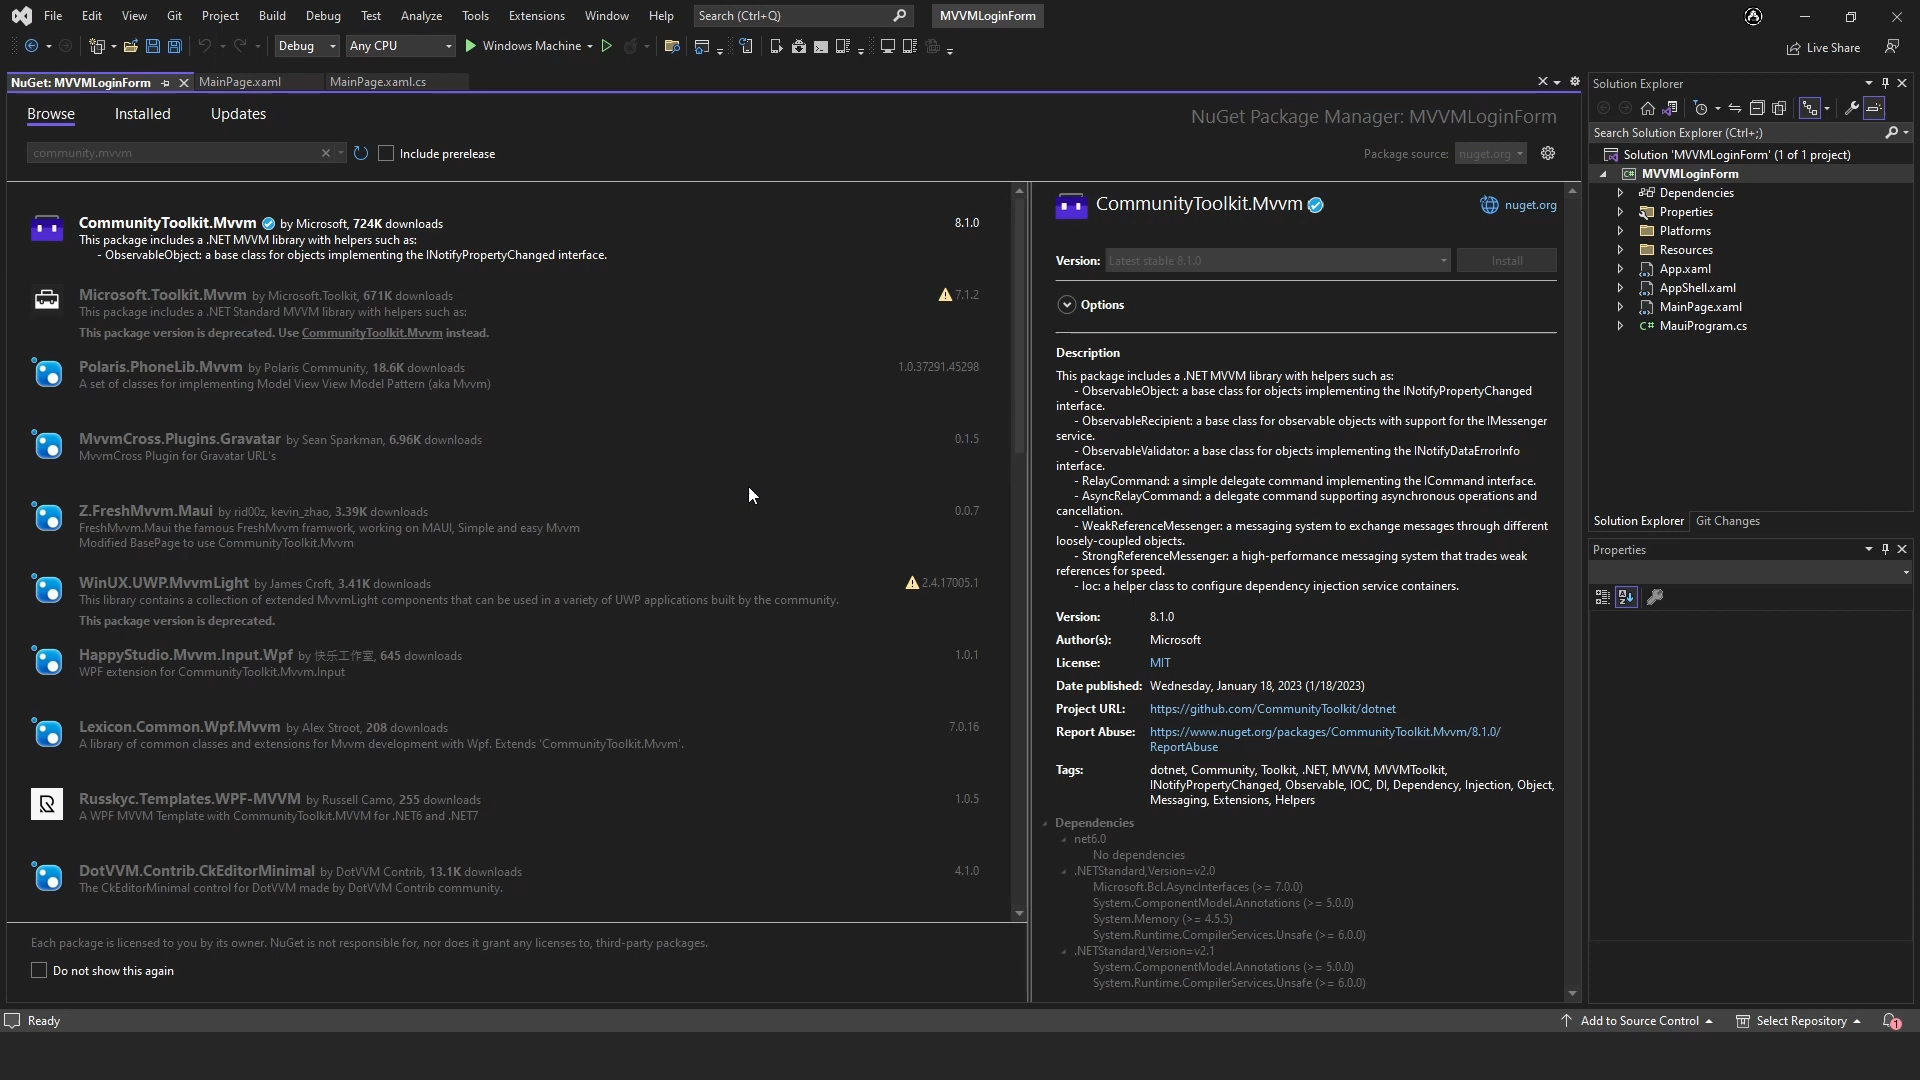 File Edit View Git Project Build Debug Test Analyze Tools Extensions Window Help Search (Ctrl+Q) MVVMLoginForm
Debug Any CPU Windows Machine Live Share
NuGet: MVVMLoginForm MainPage.xaml MainPage.xaml.cs
Browse Installed Updates
NuGet Package Manager: MVVMLoginForm
community.mvvm Include prerelease
Package source: nuget.org
CommunityToolkit.Mvvm by Microsoft, 724K downloads 8.1.0
This package includes a .NET MVVM library with helpers such as:
- ObservableObject: a base class for objects implementing the INotifyPropertyChanged interface.
Microsoft.Toolkit.Mvvm by Microsoft.Toolkit, 671K downloads 7.1.2
This package includes a .NET Standard MVVM library with helpers such as:
This package version is deprecated. Use CommunityToolkit.Mvvm instead.
Polaris.PhoneLib.Mvvm by Polaris Community, 18.6K downloads 1.0.37291.45298
A set of classes for implementing Model View View Model Pattern (aka Mvvm)
MvvmCross.Plugins.Gravatar by Sean Sparkman, 6.96K downloads 0.1.5
MvvmCross Plugin for Gravatar URL's
Z.FreshMvvm.Maui by rid00z, kevin_zhao, 3.39K downloads 0.0.7
FreshMvvm.Maui the famous FreshMvvm framwork, working on MAUI, Simple and easy Mvvm
Modified BasePage to use CommunityToolkit.Mvvm
WinUX.UWP.MvvmLight by James Croft, 3.41K downloads 2.4.17005.1
This library contains a collection of extended MvvmLight components that can be used in a variety of UWP applications built by the community.
This package version is deprecated.
HappyStudio.Mvvm.Input.Wpf by 快乐工作室, 645 downloads 1.0.1
WPF extension for CommunityToolkit.Mvvm.Input
Lexicon.Common.Wpf.Mvvm by Alex Stroot, 208 downloads 7.0.16
A library of common classes and extensions for Mvvm development with Wpf. Extends 'CommunityToolkit.Mvvm'.
Russkyc.Templates.WPF-MVVM by Russell Camo, 255 downloads 1.0.5
A WPF MVVM Template with CommunityToolkit.MVVM for .NET6 and .NET7
DotVVM.Contrib.CkEditorMinimal by DotVVM Contrib, 13.1K downloads 4.1.0
The CkEditorMinimal control for DotVVM made by DotVVM Contrib community.
Each package is licensed to you by its owner. NuGet is not responsible for, nor does it grant any licenses to, third-party packages.
Do not show this again
CommunityToolkit.Mvvm nuget.org
Version: Latest stable 8.1.0 Install
Options
Description
This package includes a .NET MVVM library with helpers such as:
- ObservableObject: a base class for objects implementing the INotifyPropertyChanged
interface.
- ObservableRecipient: a base class for observable objects with support for the IMessenger
service.
- ObservableValidator: a base class for objects implementing the INotifyDataErrorInfo
interface.
- RelayCommand: a simple delegate command implementing the ICommand interface.
- AsyncRelayCommand: a delegate command supporting asynchronous operations and
cancellation.
- WeakReferenceMessenger: a messaging system to exchange messages through different
loosely-coupled objects.
- StrongReferenceMessenger: a high-performance messaging system that trades weak
references for speed.
- Ioc: a helper class to configure dependency injection service containers.
Version: 8.1.0
Author(s): Microsoft
License: MIT
Date published: Wednesday, January 18, 2023 (1/18/2023)
Project URL: https://github.com/CommunityToolkit/dotnet
Report Abuse: https://www.nuget.org/packages/CommunityToolkit.Mvvm/8.1.0/
ReportAbuse
Tags: dotnet, Community, Toolkit, .NET, MVVM, MVVMToolkit,
INotifyPropertyChanged, Observable, IOC, DI, Dependency, Injection, Object,
Messaging, Extensions, Helpers
Dependencies
net6.0
No dependencies
.NETStandard,Version=v2.0
Microsoft.Bcl.AsyncInterfaces (>= 7.0.0)
System.ComponentModel.Annotations (>= 5.0.0)
System.Memory (>= 4.5.5)
System.Runtime.CompilerServices.Unsafe (>= 6.0.0)
.NETStandard,Version=v2.1
System.ComponentModel.Annotations (>= 5.0.0)
System.Runtime.CompilerServices.Unsafe (>= 6.0.0)
Solution Explorer
Search Solution Explorer (Ctrl+;)
Solution 'MVVMLoginForm' (1 of 1 project)
C# MVVMLoginForm
Dependencies
Properties
Platforms
Resources
App.xaml
AppShell.xaml
MainPage.xaml
C# MauiProgram.cs
Solution Explorer Git Changes
Properties
Ready Add to Source Control Select Repository 1